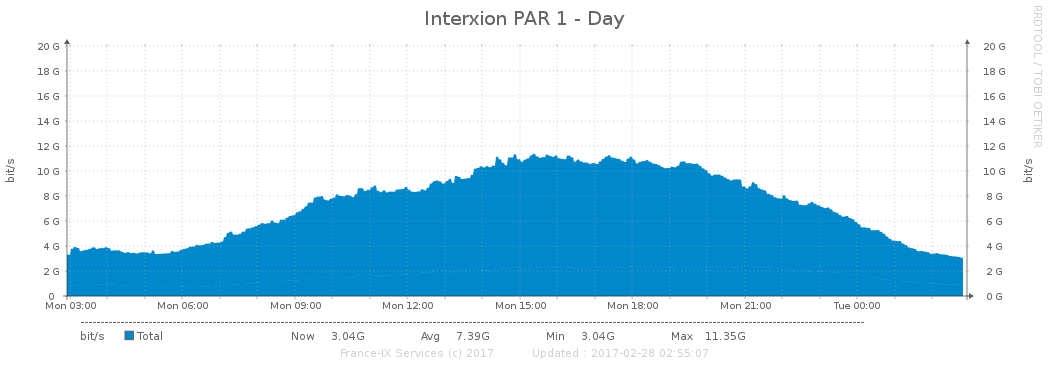 Interxion PAR 1 - Day
RRDTOOL / TOBI OETIKER
bit/s
bit/s
20 G 20 G
18 G 18 G
16 G 16 G
14 G 14 G
12 G 12 G
10 G 10 G
8 G 8 G
6 G 6 G
4 G 4 G
2 G 2 G
0 0 G
Mon 03:00 Mon 06:00 Mon 09:00 Mon 12:00 Mon 15:00 Mon 18:00 Mon 21:00 Tue 00:00
bit/s Total Now 3.04G Avg 7.39G Min 3.04G Max 11.35G
France-IX Services (c) 2017 Updated : 2017-02-28 02:55:07